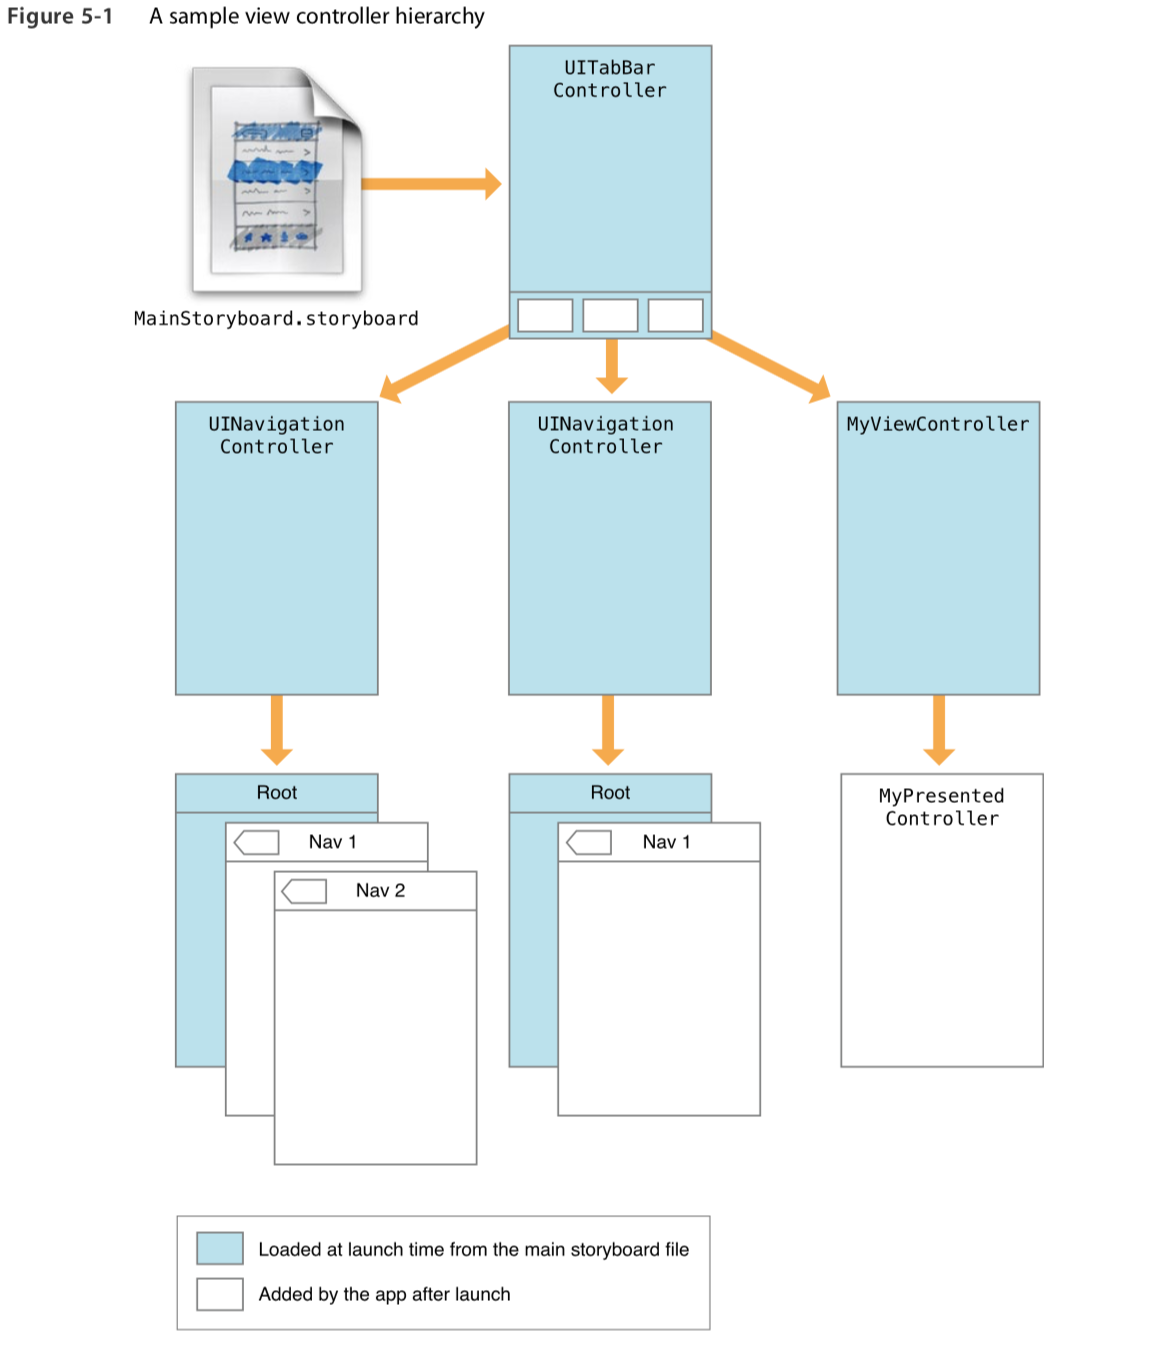 Figure 5-1 A sample view controller hierarchy
UITabBar
Controller
MainStoryboard.storyboard
UINavigation
Controller
UINavigation
Controller
MyViewController
Root
Nav 1
Nav 2
Root
Nav 1
MyPresented
Controller
Loaded at launch time from the main storyboard file
Added by the app after launch